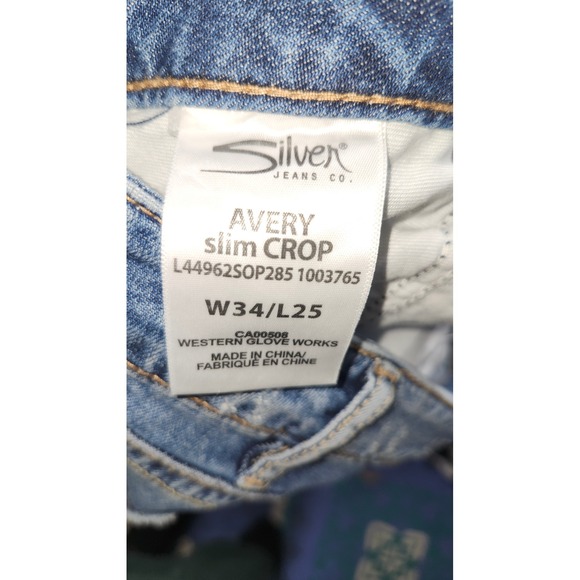 Silver®
JEANS CO.
AVERY
slim CROP
L44962SOP285 1003765
W34/L25
CA00508
WESTERN GLOVE WORKS
MADE IN CHINA/
FABRIQUÉ EN CHINE